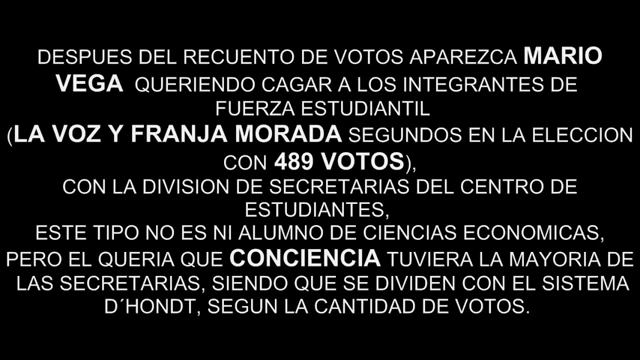 DESPUES DEL RECUENTO DE VOTOS APAREZCA MARIO
VEGA QUERIENDO CAGAR A LOS INTEGRANTES DE
FUERZA ESTUDIANTIL
(LA VOZ Y FRANJA MORADA SEGUNDOS EN LA ELECCION
CON 489 VOTOS),
CON LA DIVISION DE SECRETARIAS DEL CENTRO DE
ESTUDIANTES,
ESTE TIPO NO ES NI ALUMNO DE CIENCIAS ECONOMICAS,
PERO EL QUERIA QUE CONCIENCIA TUVIERA LA MAYORIA DE
LAS SECRETARIAS, SIENDO QUE SE DIVIDEN CON EL SISTEMA
D´HONDT, SEGUN LA CANTIDAD DE VOTOS.